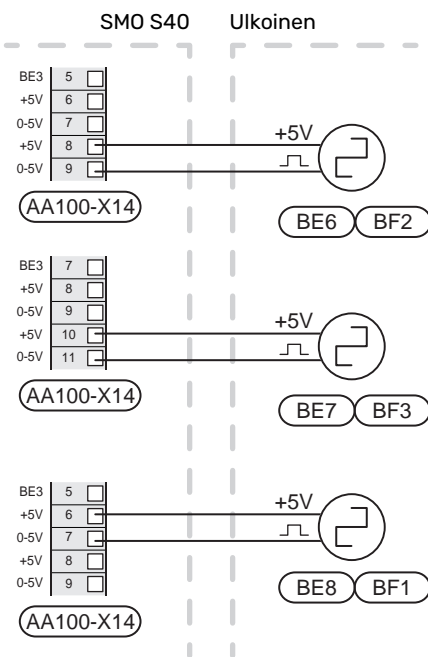 SMO S40 Ulkoinen
BE3 5
+5V 6
0-5V 7
+5V 8 +5V
0-5V 9
AA100-X14
BE6 BF2
BE3 7
+5V 8
0-5V 9
+5V 10 +5V
0-5V 11
AA100-X14
BE7 BF3
BE3 5
+5V 6 +5V
0-5V 7
+5V 8
0-5V 9
BE8 BF1
AA100-X14